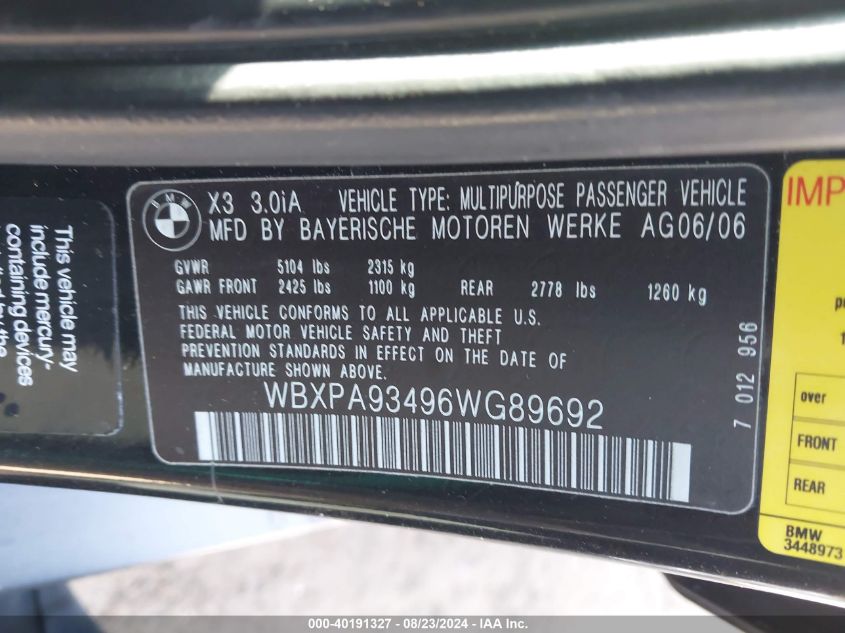 This vehicle may
include mercury-
containing devices
by the
BMW
X3 3.0iA VEHICLE TYPE: MULTIPURPOSE PASSENGER VEHICLE
MFD BY BAYERISCHE MOTOREN WERKE AG06/06
GVWR 5104 lbs 2315 kg
GAWR FRONT 2425 lbs 1100 kg REAR 2778 lbs 1260 kg
THIS VEHICLE CONFORMS TO ALL APPLICABLE U.S.
FEDERAL MOTOR VEHICLE SAFETY AND THEFT
PREVENTION STANDARDS IN EFFECT ON THE DATE OF
MANUFACTURE SHOWN ABOVE.
WBXPA93496WG89692
7 012 956
IMP
over
FRONT
REAR
BMW
3448973
000-40191327 - 08/23/2024 - IAA Inc.